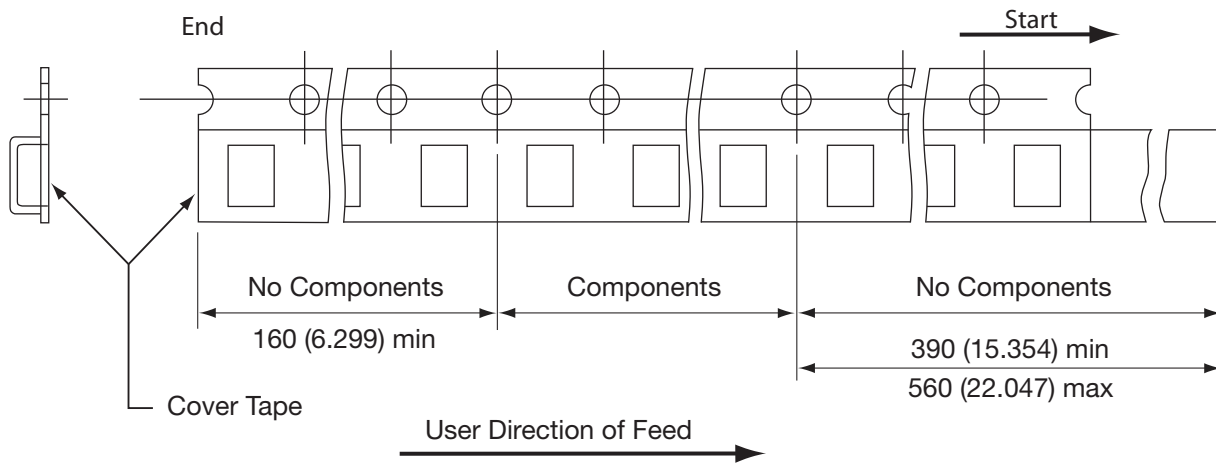 End
Start
No Components
Components
No Components
160 (6.299) min
390 (15.354) min
560 (22.047) max
Cover Tape
User Direction of Feed